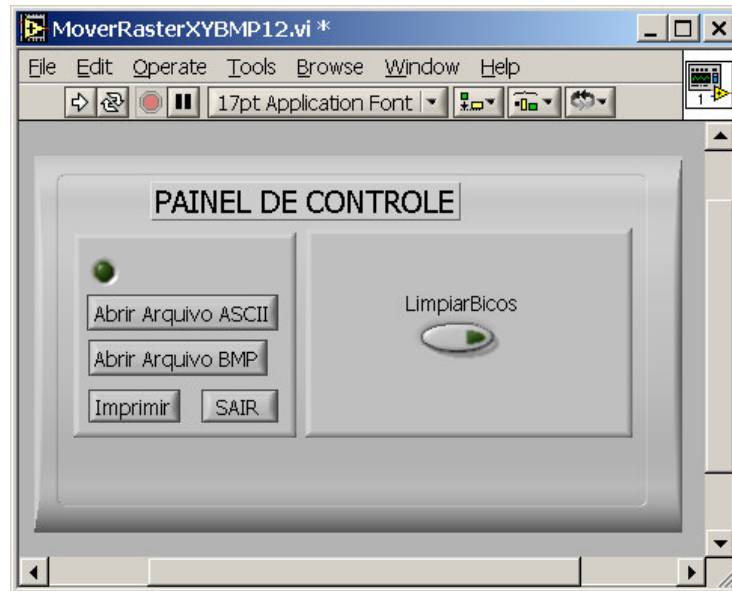 MoverRasterXYBMP12.vi *
File Edit Operate Tools Browse Window Help
17pt Application Font
1
PAINEL DE CONTROLE
LimpiarBicos
Abrir Arquivo ASCII
Abrir Arquivo BMP
Imprimir SAIR